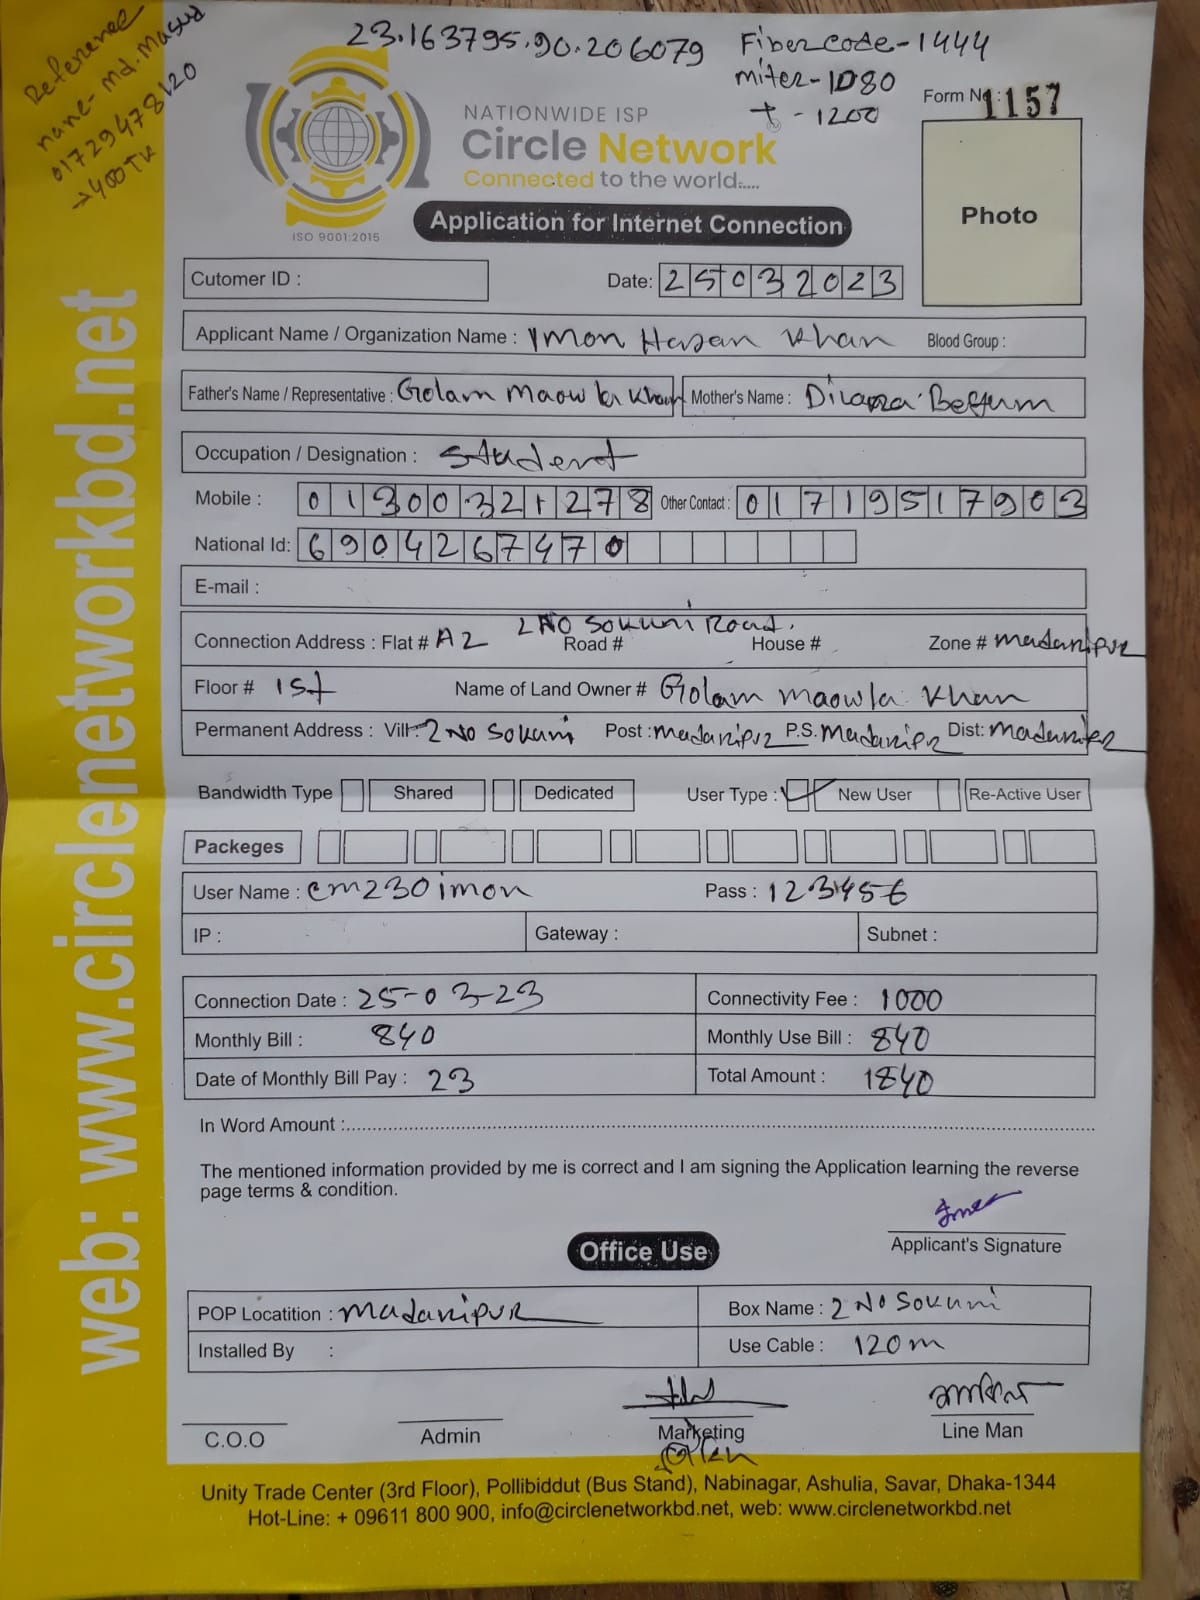 23.163795.90.206079 Fiber code-1444
miter-1080
t - 1200
Reference
name- Md. Masud
01729478120
→400TK
Form No : 1157
NATIONWIDE ISP
Circle Network
Connected to the world.....
ISO 9001:2015
Application for Internet Connection
Photo
Cutomer ID :
Date: 25032023
Applicant Name / Organization Name : Ymon Hasan Khan Blood Group :
Father's Name / Representative : Golam Maowla Khan Mother's Name : Dilara Begum
Occupation / Designation : Student
Mobile : 01300321278 Other Contact : 01719517903
National Id: 6904267470
E-mail :
2 NO Sokuni Road.
Connection Address : Flat # A2 Road # House # Zone # madaripur
Floor # 1st Name of Land Owner # Golam maowla Khan
Permanent Address : Vill: 2 No Sokuni Post : madaripur P.S. Madaripur Dist: Madaripur
Bandwidth Type Shared Dedicated User Type : ✓ New User Re-Active User
Packeges
User Name : cm230imon Pass : 123456
IP : Gateway : Subnet :
Connection Date : 25-03-23 Connectivity Fee : 1000
Monthly Bill : 840 Monthly Use Bill : 840
Date of Monthly Bill Pay : 23 Total Amount : 1840
In Word Amount :
The mentioned information provided by me is correct and I am signing the Application learning the reverse
page terms & condition.
Applicant's Signature
Office Use
POP Locatition : Madaripur Box Name : 2 No Sokuni
Installed By : Use Cable : 120m
C.O.O Admin Marketing Line Man
Unity Trade Center (3rd Floor), Pollibiddut (Bus Stand), Nabinagar, Ashulia, Savar, Dhaka-1344
Hot-Line: + 09611 800 900, info@circlenetworkbd.net, web: www.circlenetworkbd.net
web: www.circlenetworkbd.net